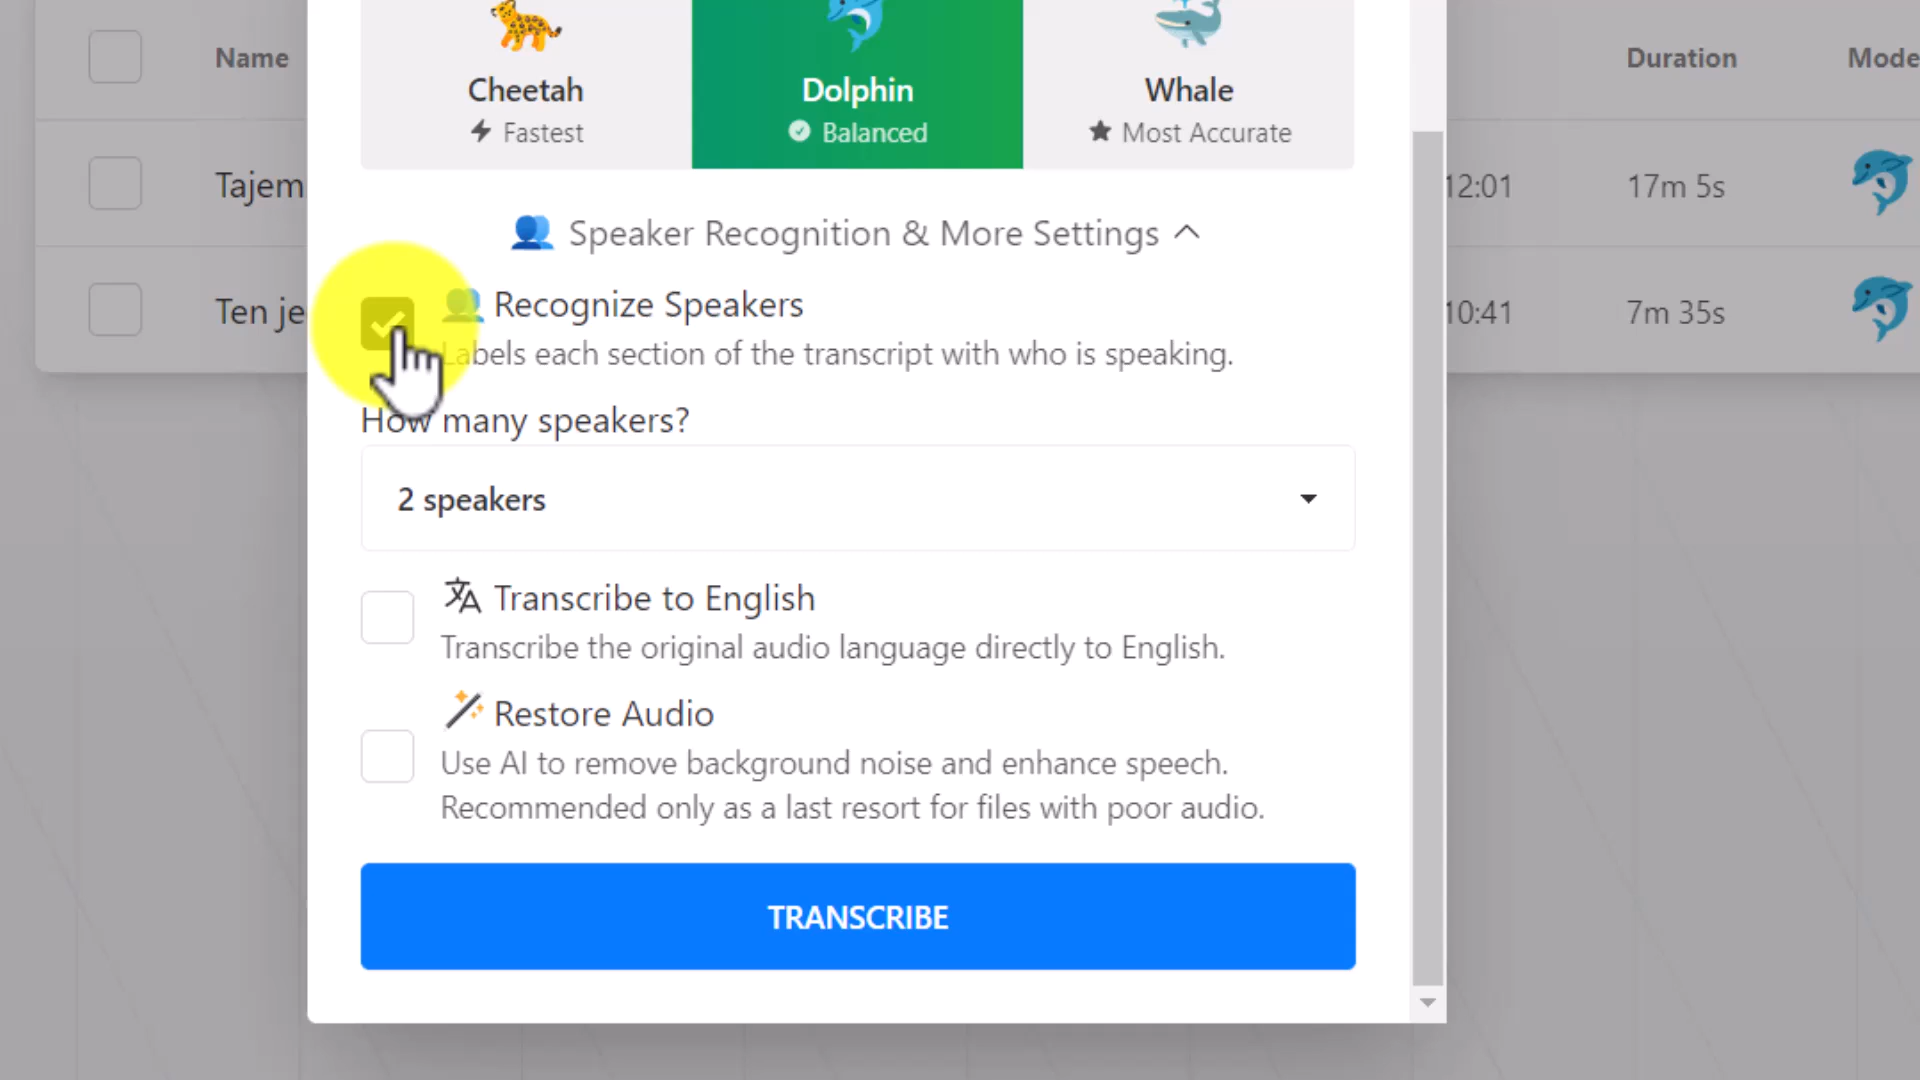 Name
Duration
Mode
Cheetah
Fastest
Dolphin
Balanced
Whale
Most Accurate
Tajem
12:01
17m 5s
Speaker Recognition & More Settings
Ten je
10:41
7m 35s
Recognize Speakers
Labels each section of the transcript with who is speaking.
How many speakers?
2 speakers
Transcribe to English
Transcribe the original audio language directly to English.
Restore Audio
Use AI to remove background noise and enhance speech.
Recommended only as a last resort for files with poor audio.
TRANSCRIBE